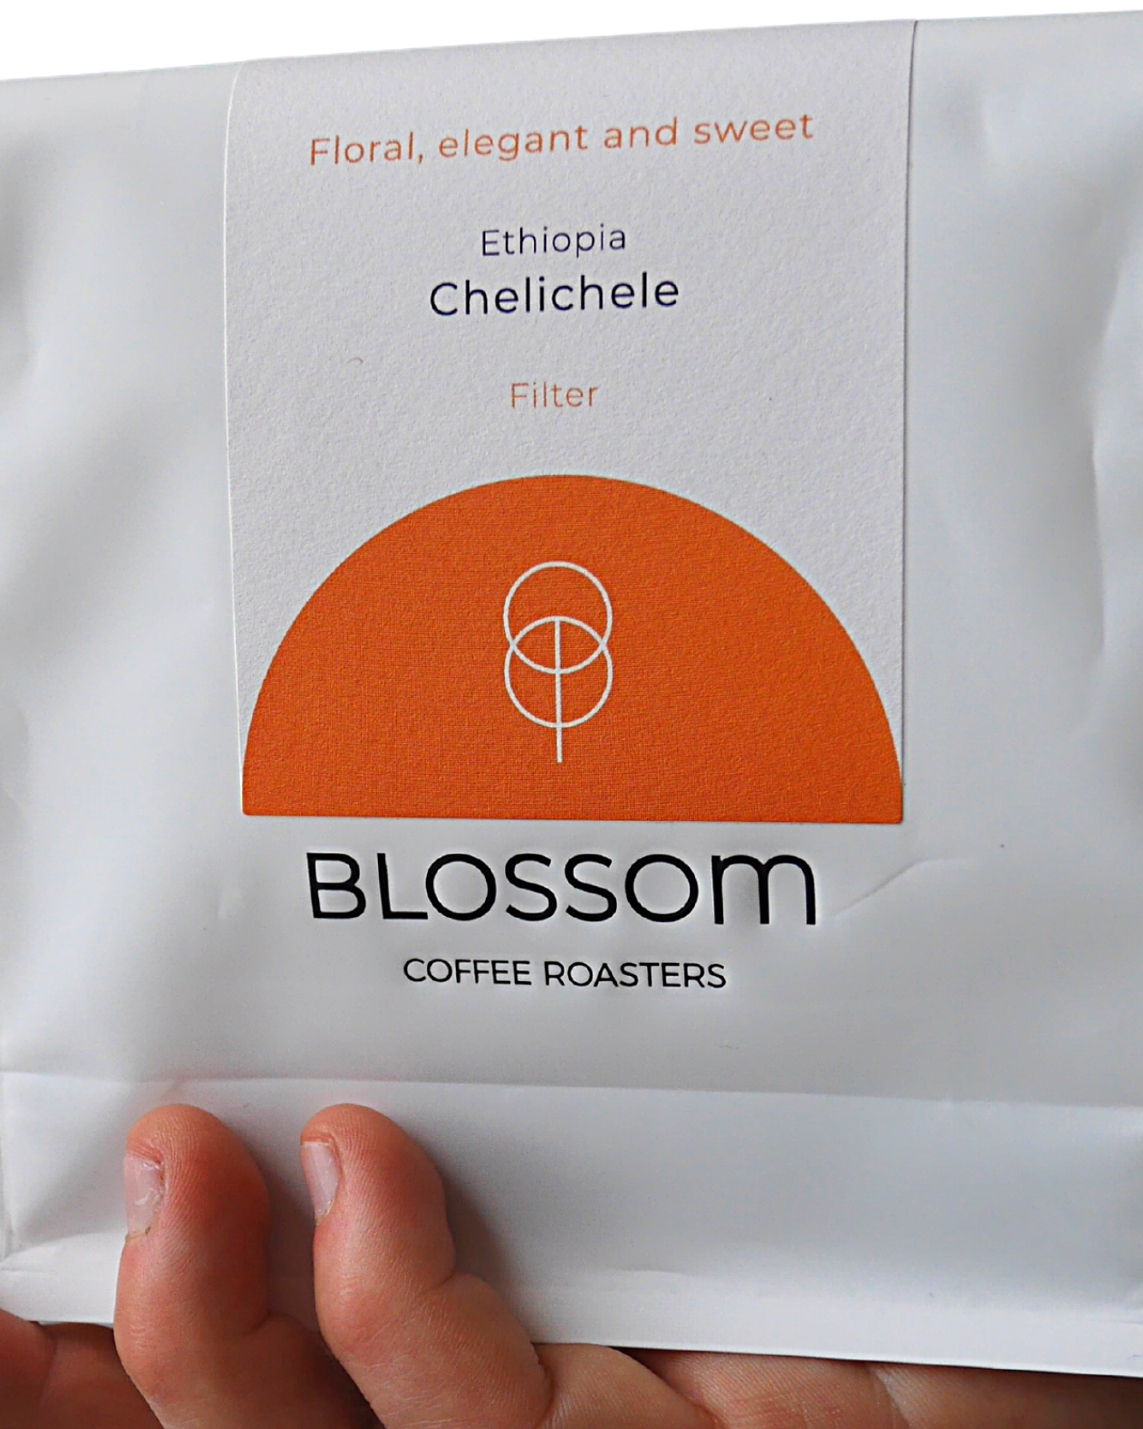 Floral, elegant and sweet
Ethiopia
Chelichele
Filter
BLOSSOm
COFFEE ROASTERS